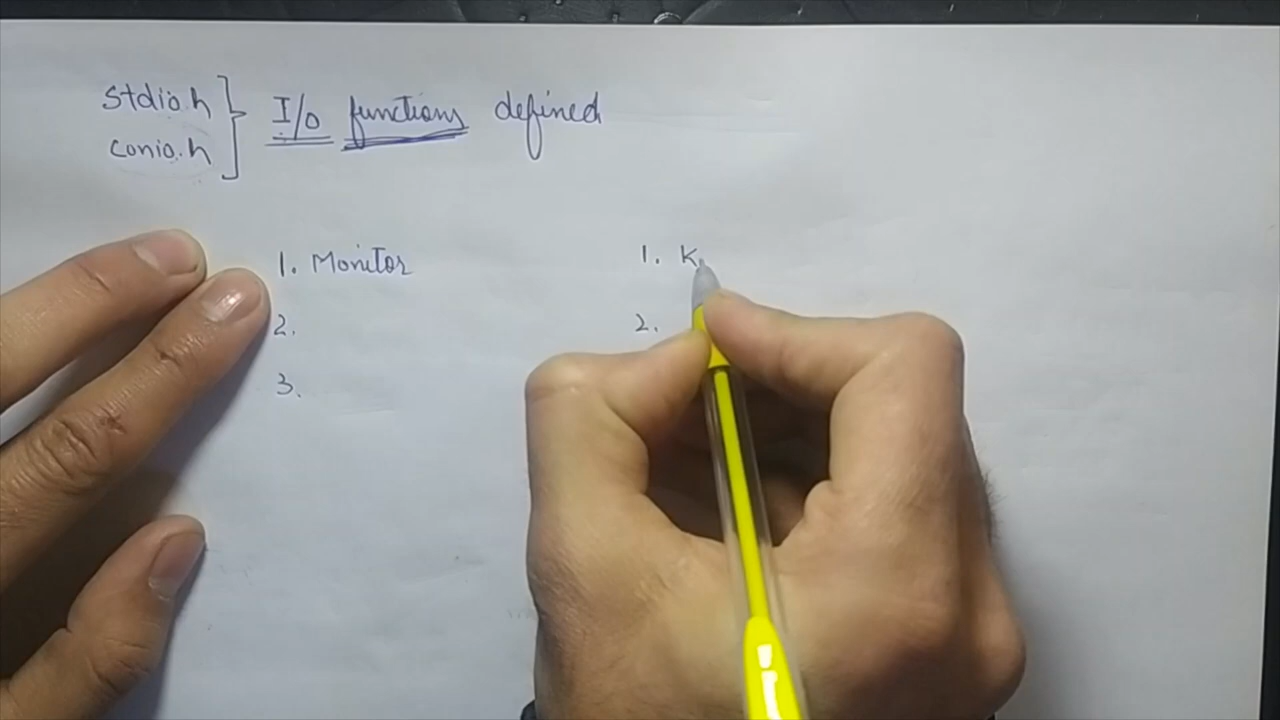 stdio.h
conio.h
I/O functions defined
1. Monitor
1. K
2.
2.
3.